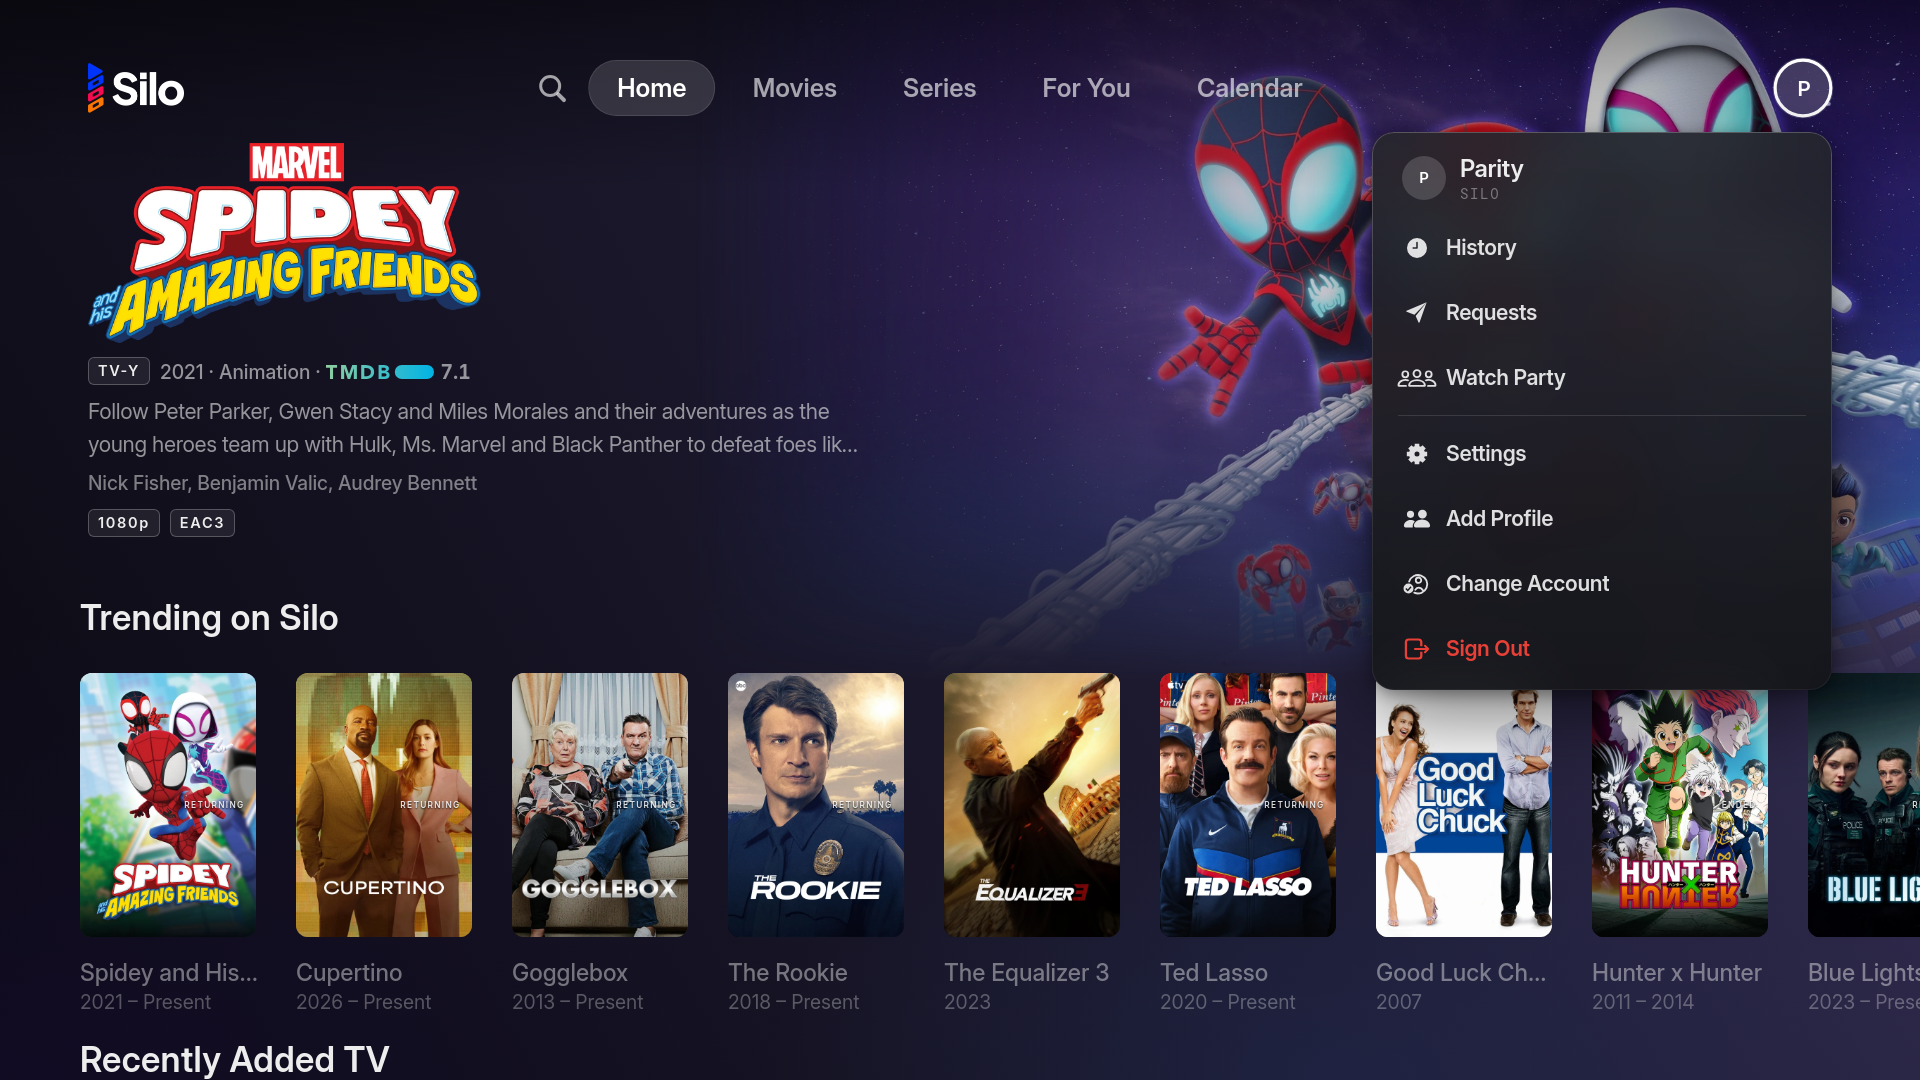 Silo
Home
Movies
Series
For You
Calendar
P
MARVEL
SPIDEY
and his
AMAZING FRIENDS
TV-Y
2021 · Animation · TMDB 7.1
Follow Peter Parker, Gwen Stacy and Miles Morales and their adventures as the
young heroes team up with Hulk, Ms. Marvel and Black Panther to defeat foes lik...
Nick Fisher, Benjamin Valic, Audrey Bennett
1080p
EAC3
P
Parity
SILO
History
Requests
Watch Party
Settings
Add Profile
Change Account
Sign Out
Trending on Silo
RETURNING
SPIDEY
and his
AMAZING FRIENDS
RETURNING
CUPERTINO
RETURNING
GOGGLEBOX
abc
RETURNING
THE
ROOKIE
THE
EQUALIZER 3
tv
RETURNING
TED LASSO
Good
Luck
Chuck
ENDED
HUNTER
HUNTER
POLICE
POLICE
BLUE LIG
Spidey and His...
2021 – Present
Cupertino
2026 – Present
Gogglebox
2013 – Present
The Rookie
2018 – Present
The Equalizer 3
2023
Ted Lasso
2020 – Present
Good Luck Ch...
2007
Hunter x Hunter
2011 – 2014
Blue Lights
2023 – Prese
Recently Added TV